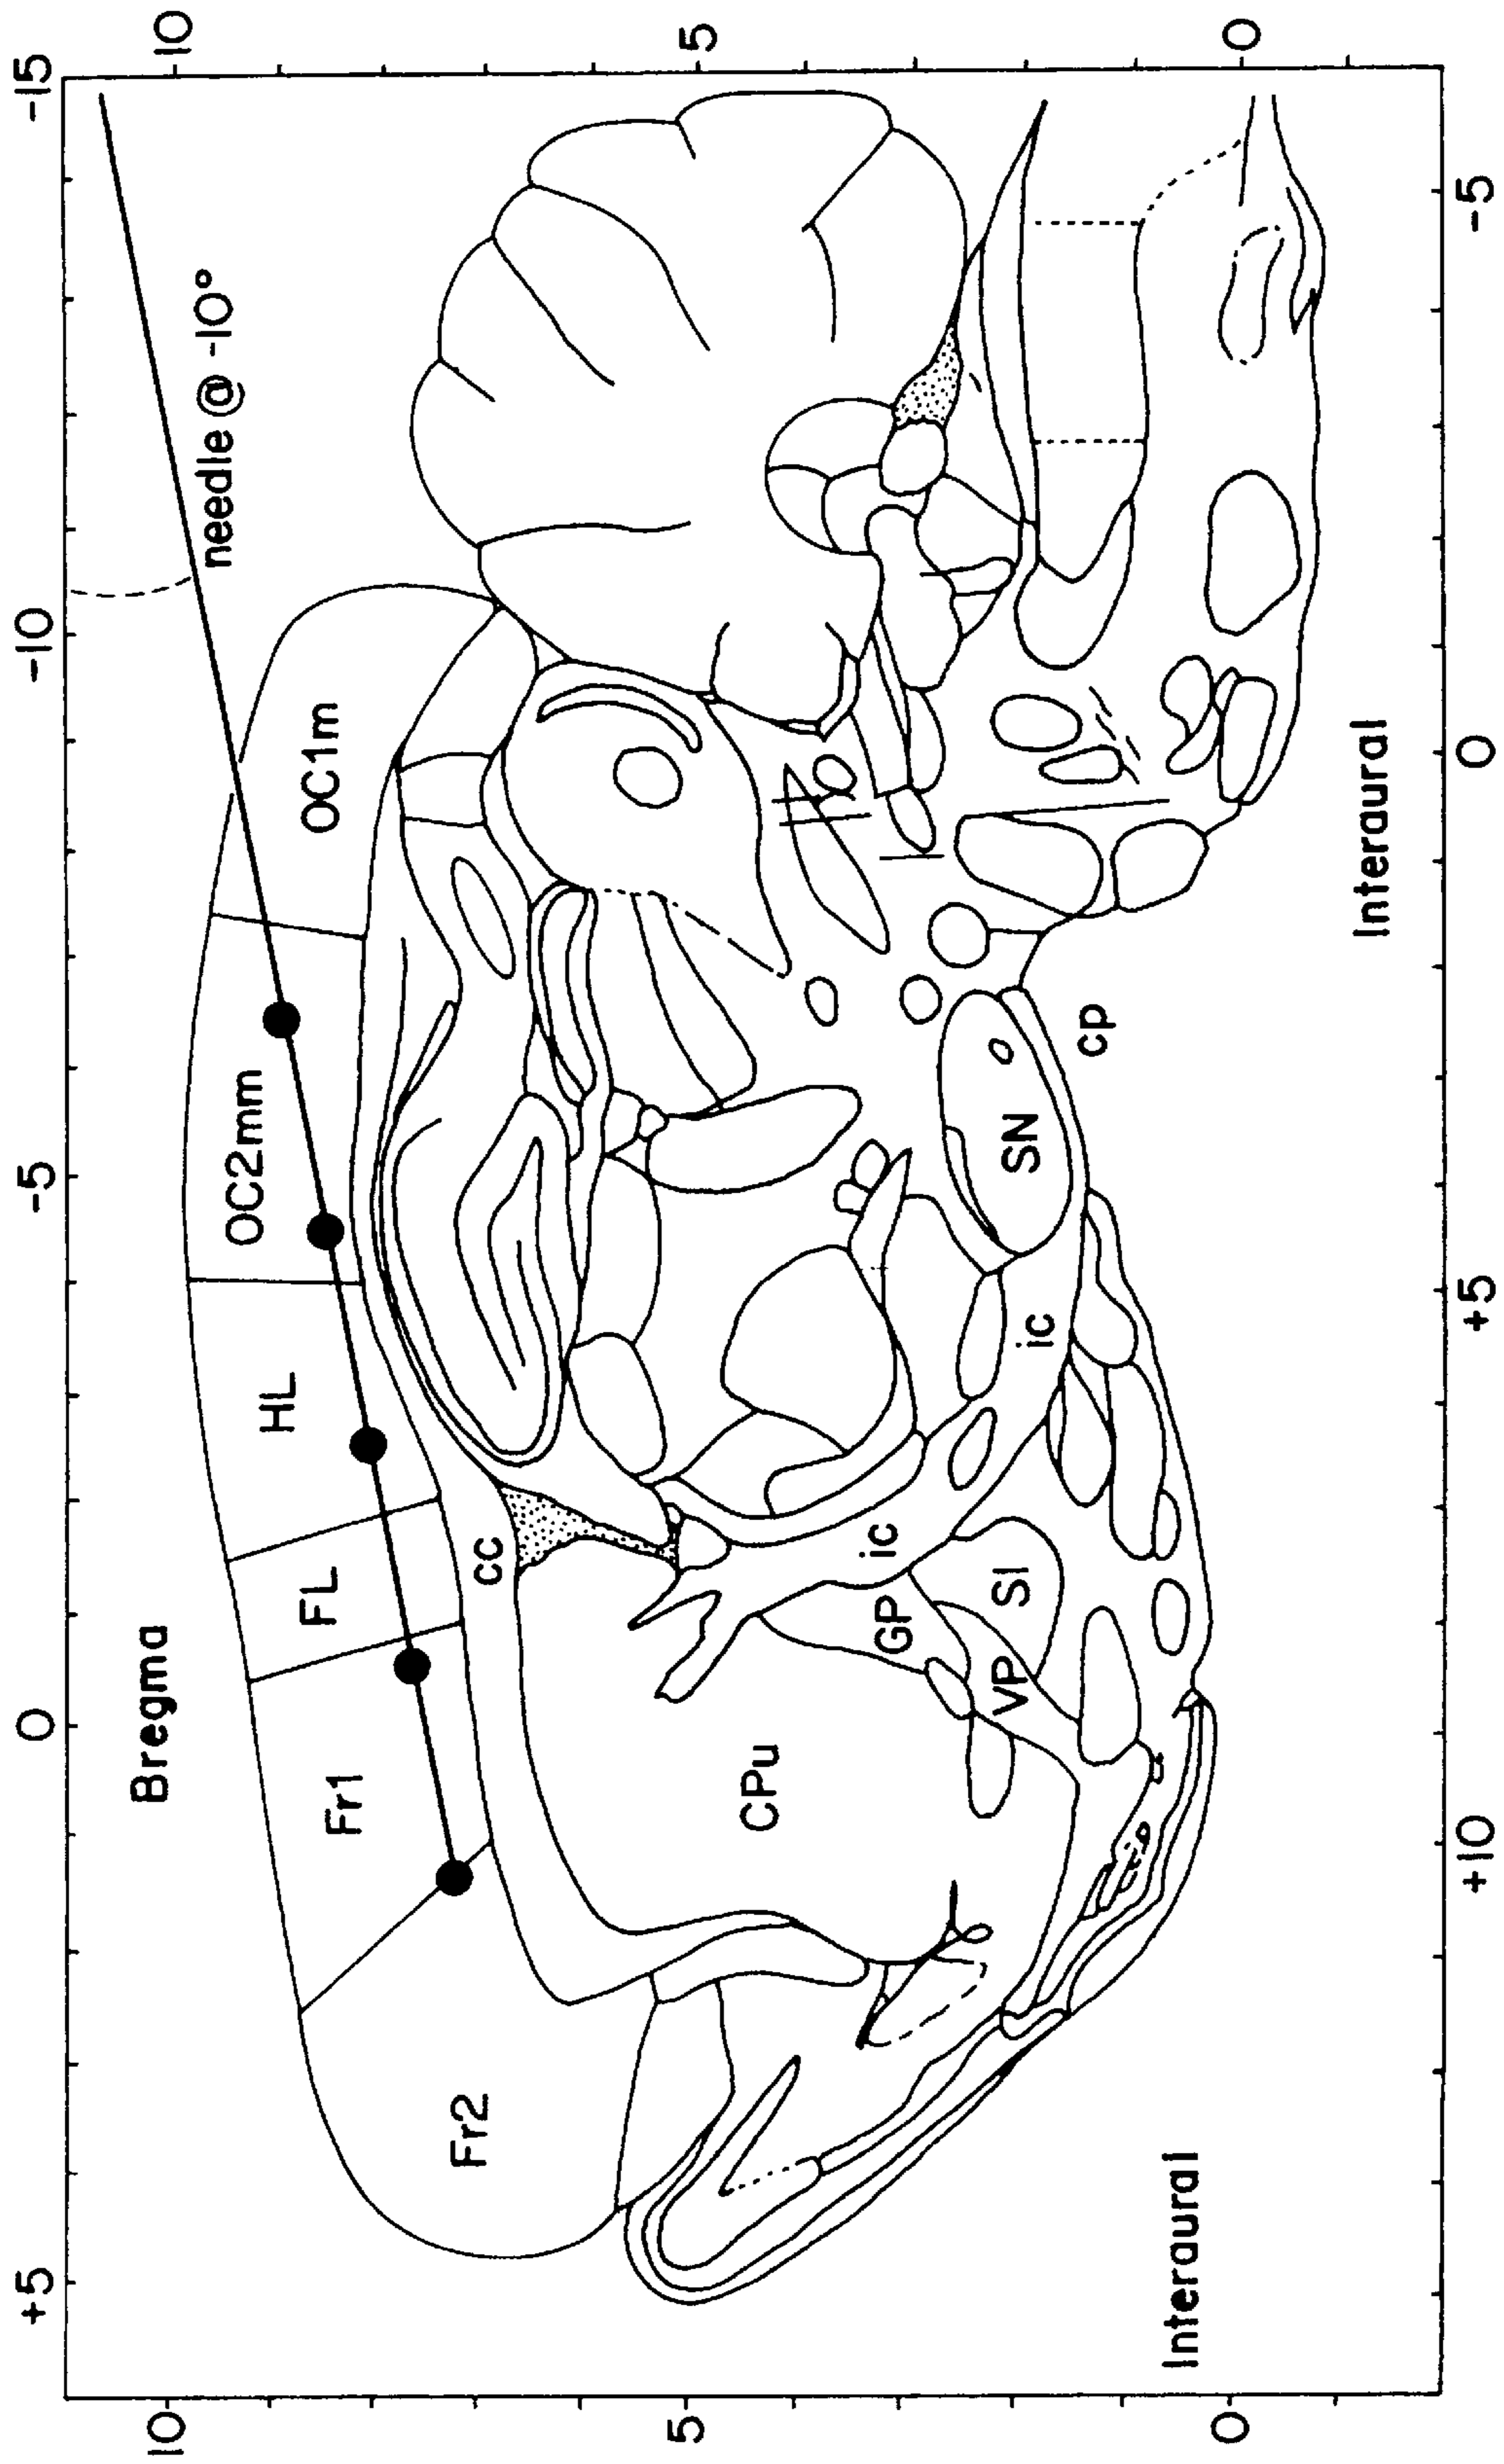 +5 0 -5 -10 -15
Bregma
10 10
needle @ -10°
Fr2 Fr1 FL HL OC2mm OC1m
cc
5 5
CPu
GP ic
VP SI ic SN
cp
0 0
Interaural Interaural
+10 +5 0 -5